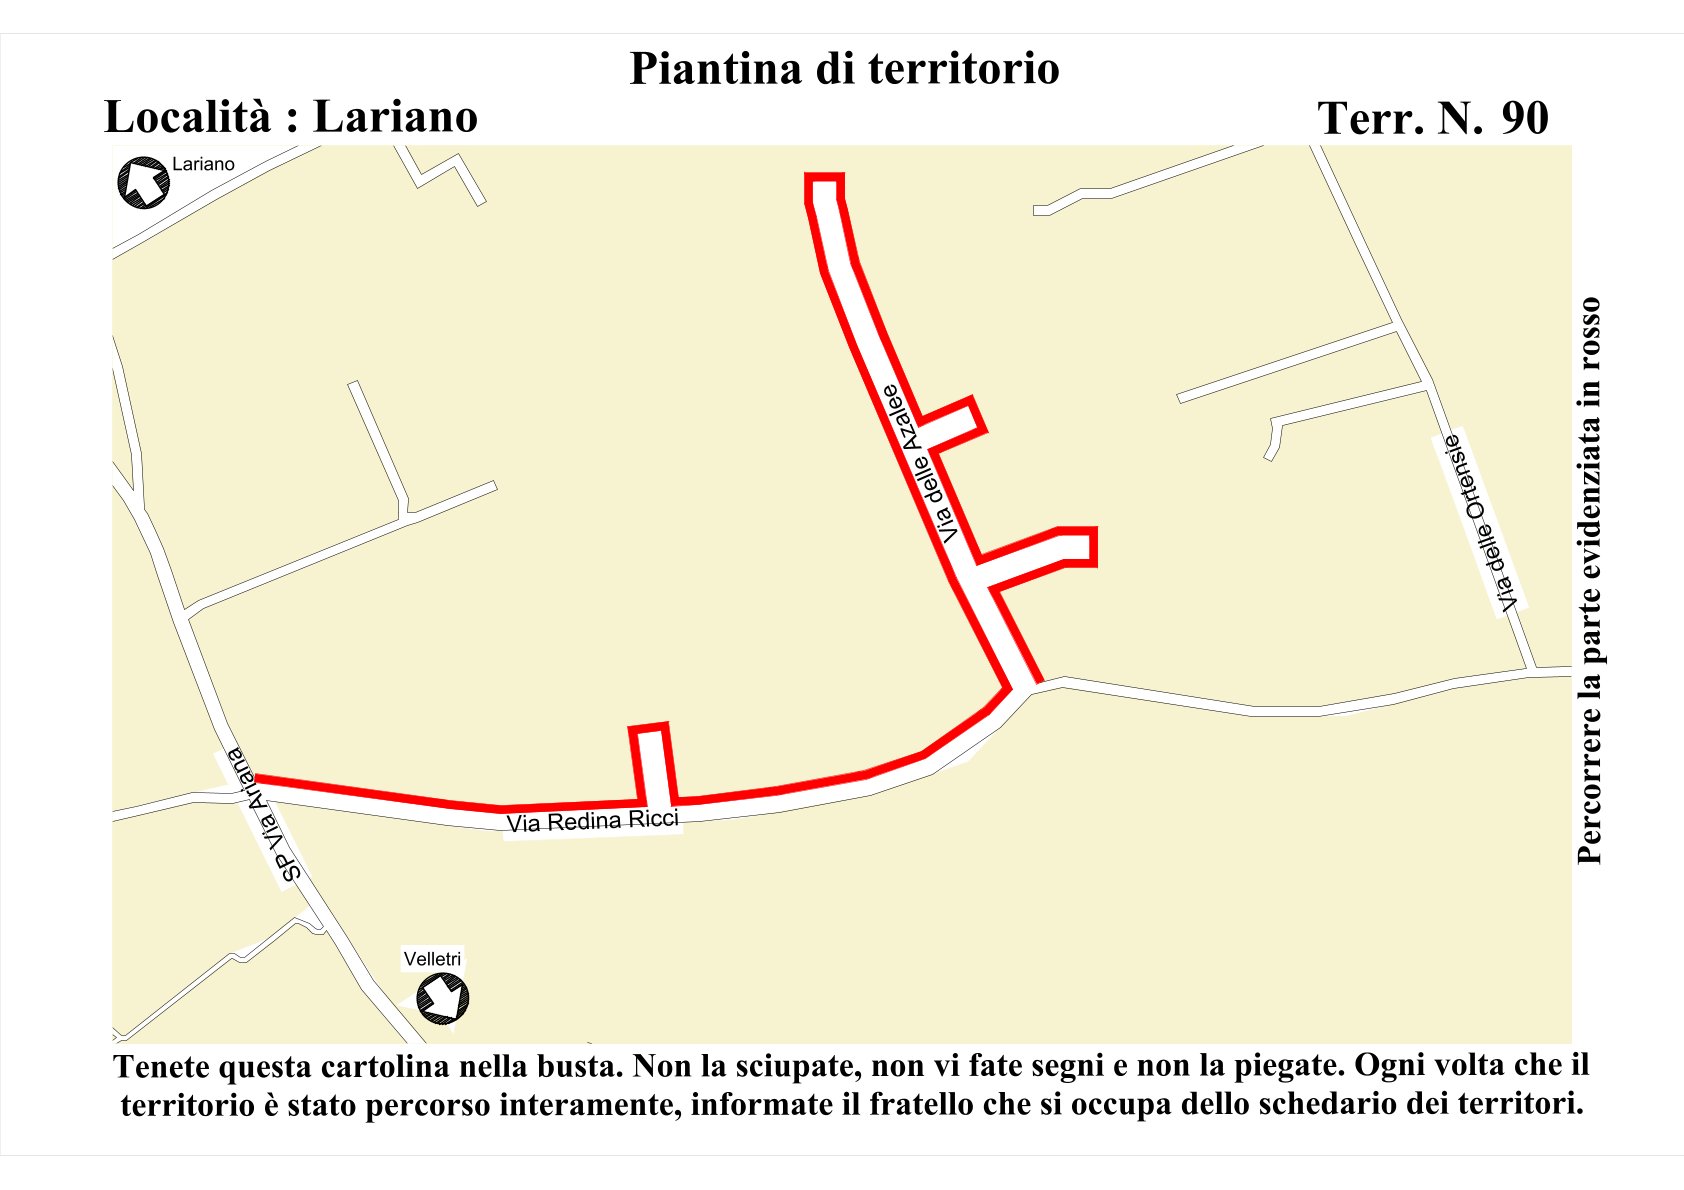 Piantina di territorio
Località : Lariano
Terr. N. 90
Lariano
Via delle Azalee
Via delle Ortensie
Percorrere la parte evidenziata in rosso
SP Via Ariana
Via Redina Ricci
Velletri
Tenete questa cartolina nella busta. Non la sciupate, non vi fate segni e non la piegate. Ogni volta che il
territorio è stato percorso interamente, informate il fratello che si occupa dello schedario dei territori.